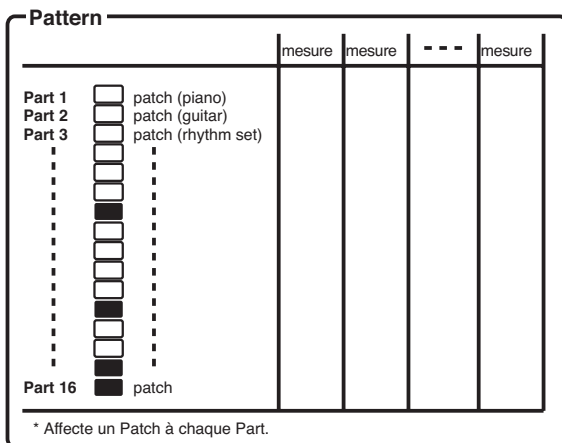 Pattern
mesure mesure --- mesure
Part 1 patch (piano)
Part 2 patch (guitar)
Part 3 patch (rhythm set)
Part 16 patch
* Affecte un Patch à chaque Part.